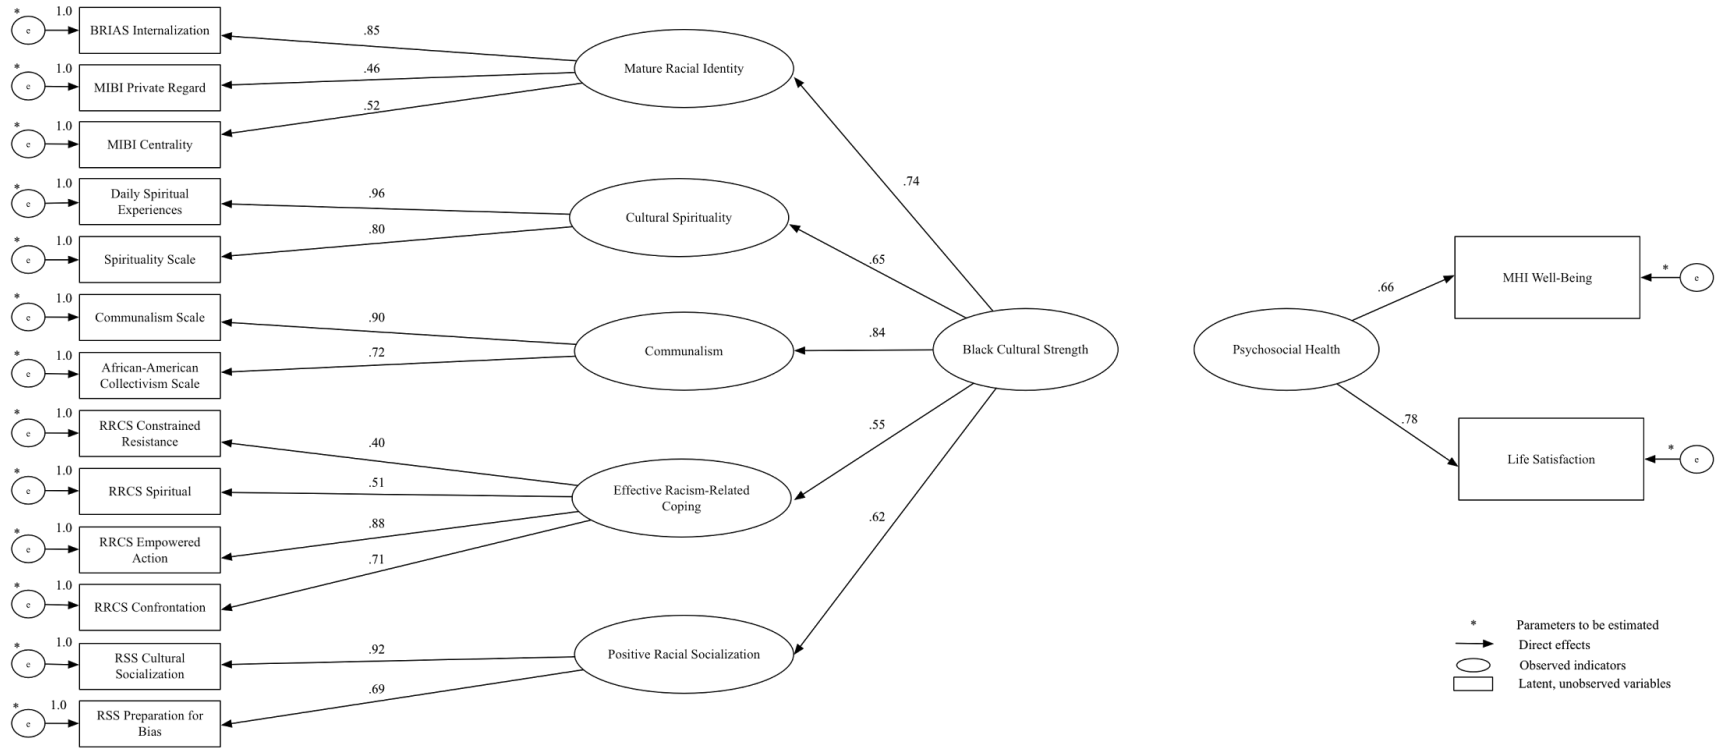 *
1.0
e
BRIAS Internalization
*
1.0
e
MIBI Private Regard
*
1.0
e
MIBI Centrality
*
1.0
e
Daily Spiritual
Experiences
*
1.0
e
Spirituality Scale
*
1.0
e
Communalism Scale
*
1.0
e
African-American
Collectivism Scale
*
1.0
e
RRCS Constrained
Resistance
*
1.0
e
RRCS Spiritual
*
1.0
e
RRCS Empowered
Action
*
1.0
e
RRCS Confrontation
*
1.0
e
RSS Cultural
Socialization
*
1.0
e
RSS Preparation for
Bias
.85
.46
.52
.96
.80
.90
.72
.40
.51
.88
.71
.92
.69
Mature Racial Identity
Cultural Spirituality
Communalism
Effective Racism-Related
Coping
Positive Racial Socialization
.74
.65
.84
.55
.62
Black Cultural Strength
Psychosocial Health
.66
.78
MHI Well-Being
*
e
Life Satisfaction
*
e
* Parameters to be estimated
Direct effects
Observed indicators
Latent, unobserved variables